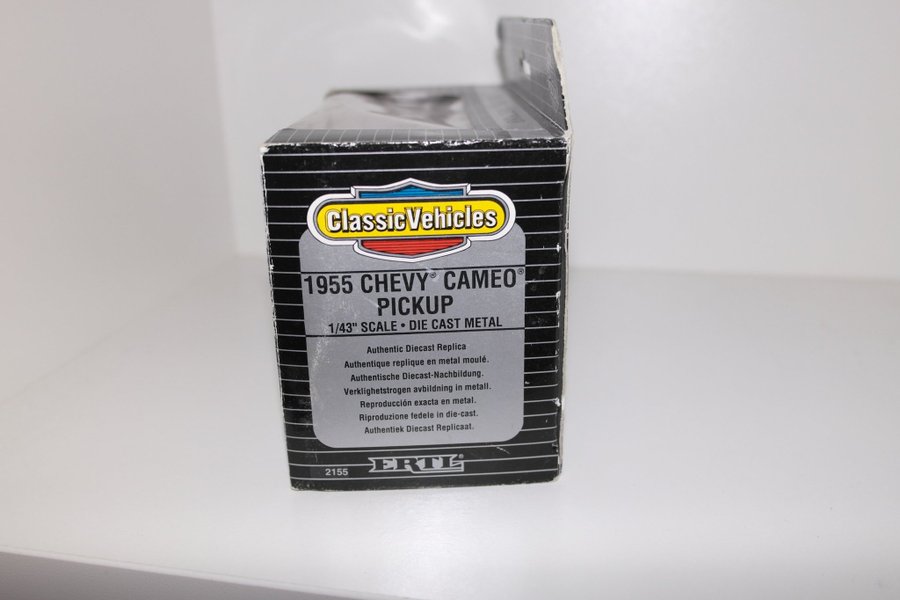 ClassicVehicles
1955 CHEVY® CAMEO®
PICKUP
1/43" SCALE • DIE CAST METAL
Authentic Diecast Replica
Authentique replique en metal moulé.
Authentische Diecast-Nachbildung.
Verklighetstrogen avbildning in metall.
Reproducción exacta en metal.
Riproduzione fedele in die-cast.
Authentiek Diecast Replicaat.
2155 ERTL®